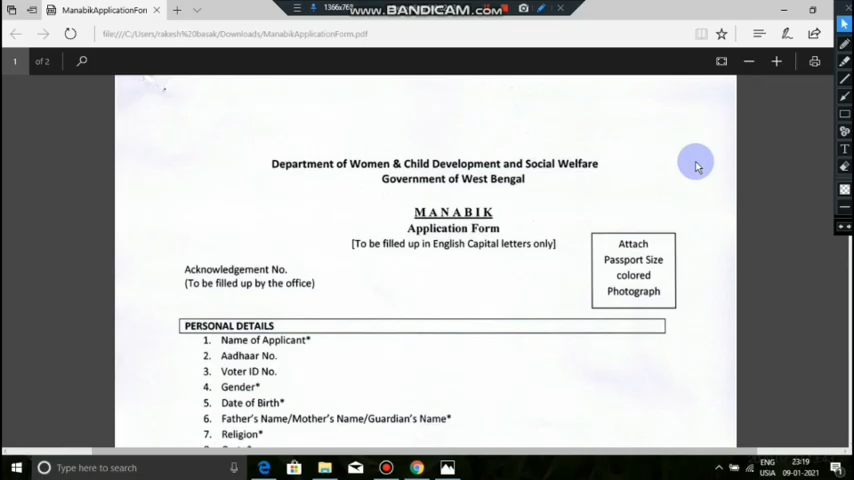 ManabikApplicationFon
1366x768
www.BANDICAM.com
file:///C:/Users/rakesh%20basak/Downloads/ManabikApplicationForm.pdf
1 of 2
Department of Women & Child Development and Social Welfare
Government of West Bengal
MANABIK
Application Form
[To be filled up in English Capital letters only]
Attach
Passport Size
colored
Photograph
Acknowledgement No.
(To be filled up by the office)
PERSONAL DETAILS
1. Name of Applicant*
2. Aadhaar No.
3. Voter ID No.
4. Gender*
5. Date of Birth*
6. Father's Name/Mother's Name/Guardian's Name*
7. Religion*
Type here to search
ENG
USIA
23:19
09-01-2021